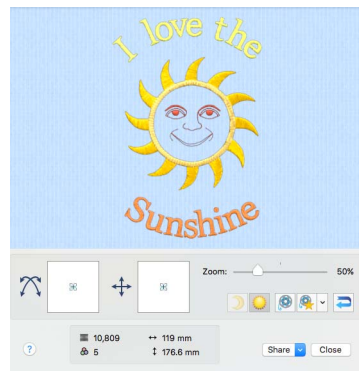 I love the
Sunshine
Zoom:
50%
10,809
119 mm
5
176.6 mm
?
Share
Close